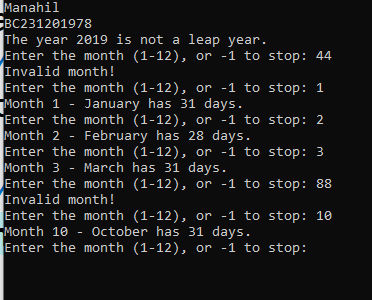 Manahil
BC231201978
The year 2019 is not a leap year.
Enter the month (1-12), or -1 to stop: 44
Invalid month!
Enter the month (1-12), or -1 to stop: 1
Month 1 - January has 31 days.
Enter the month (1-12), or -1 to stop: 2
Month 2 - February has 28 days.
Enter the month (1-12), or -1 to stop: 3
Month 3 - March has 31 days.
Enter the month (1-12), or -1 to stop: 88
Invalid month!
Enter the month (1-12), or -1 to stop: 10
Month 10 - October has 31 days.
Enter the month (1-12), or -1 to stop: